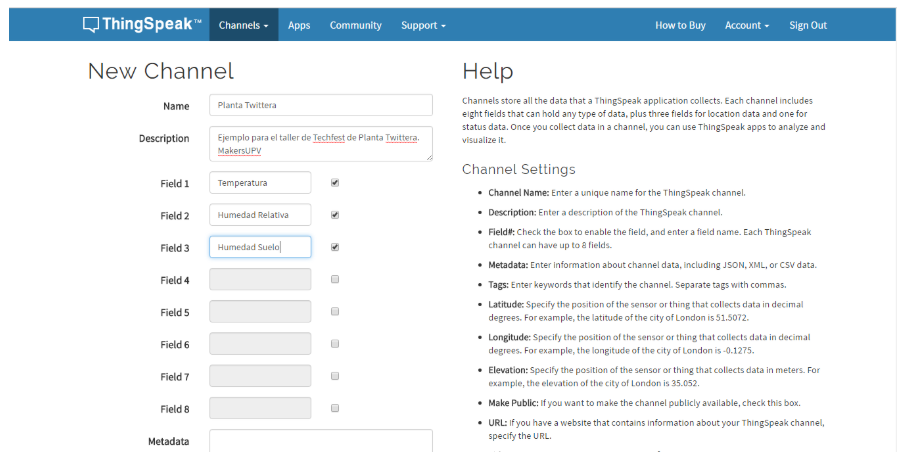 ThingSpeak™ Channels Apps Community Support How to Buy Account Sign Out
New Channel
Name Planta Twittera
Description Ejemplo para el taller de Techfest de Planta Twittera.
MakersUPV
Field 1 Temperatura
Field 2 Humedad Relativa
Field 3 Humedad Suelo
Field 4
Field 5
Field 6
Field 7
Field 8
Metadata
Help
Channels store all the data that a ThingSpeak application collects. Each channel includes
eight fields that can hold any type of data, plus three fields for location data and one for
status data. Once you collect data in a channel, you can use ThingSpeak apps to analyze and
visualize it.
Channel Settings
• Channel Name: Enter a unique name for the ThingSpeak channel.
• Description: Enter a description of the ThingSpeak channel.
• Field#: Check the box to enable the field, and enter a field name. Each ThingSpeak
channel can have up to 8 fields.
• Metadata: Enter information about channel data, including JSON, XML, or CSV data.
• Tags: Enter keywords that identify the channel. Separate tags with commas.
• Latitude: Specify the position of the sensor or thing that collects data in decimal
degrees. For example, the latitude of the city of London is 51.5072.
• Longitude: Specify the position of the sensor or thing that collects data in decimal
degrees. For example, the longitude of the city of London is -0.1275.
• Elevation: Specify the position of the sensor or thing that collects data in meters. For
example, the elevation of the city of London is 35.052.
• Make Public: If you want to make the channel publicly available, check this box.
• URL: If you have a website that contains information about your ThingSpeak channel,
specify the URL.